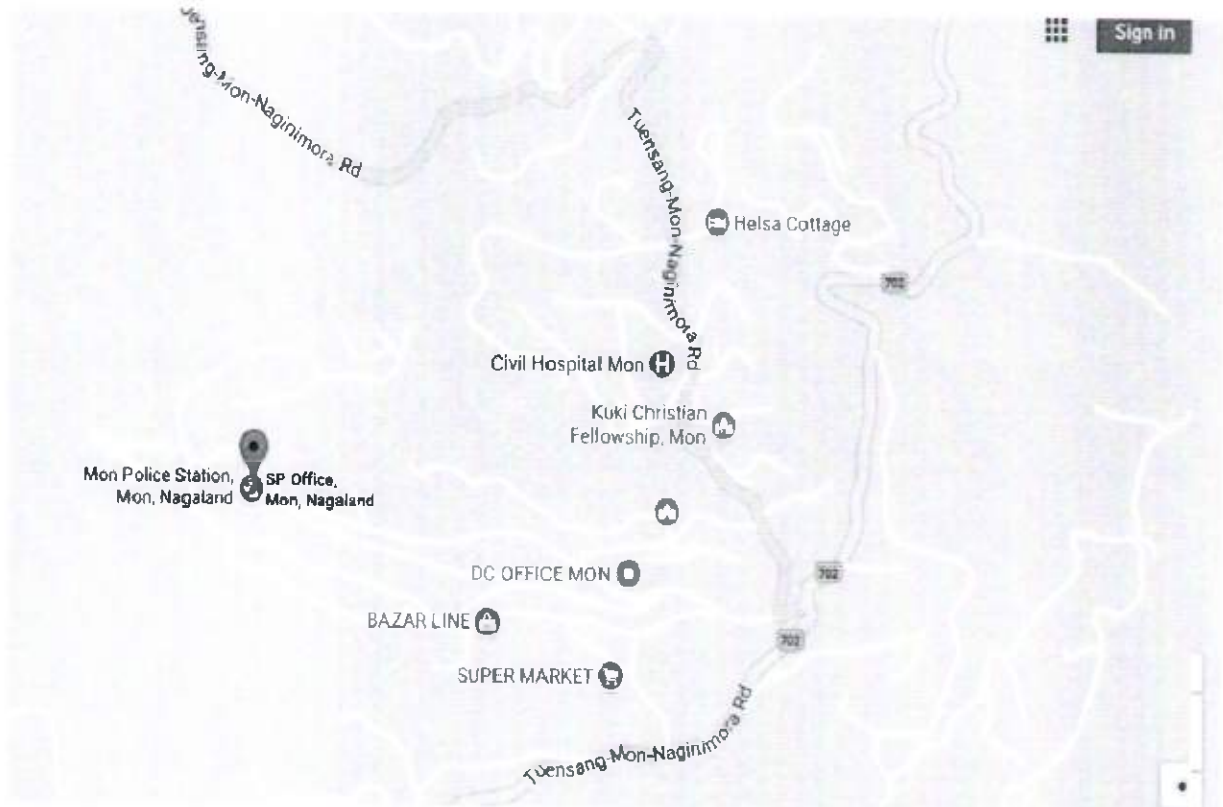 Sign in
Mon-Naginimora Rd
Tuensang-Mon-Naginimora Rd
Helsa Cottage
702
Civil Hospital Mon
Kuki Christian
Fellowship, Mon
Mon Police Station,
Mon, Nagaland
SP Office,
Mon, Nagaland
DC OFFICE MON
702
BAZAR LINE
702
SUPER MARKET
Tuensang-Mon-Naginimora Rd